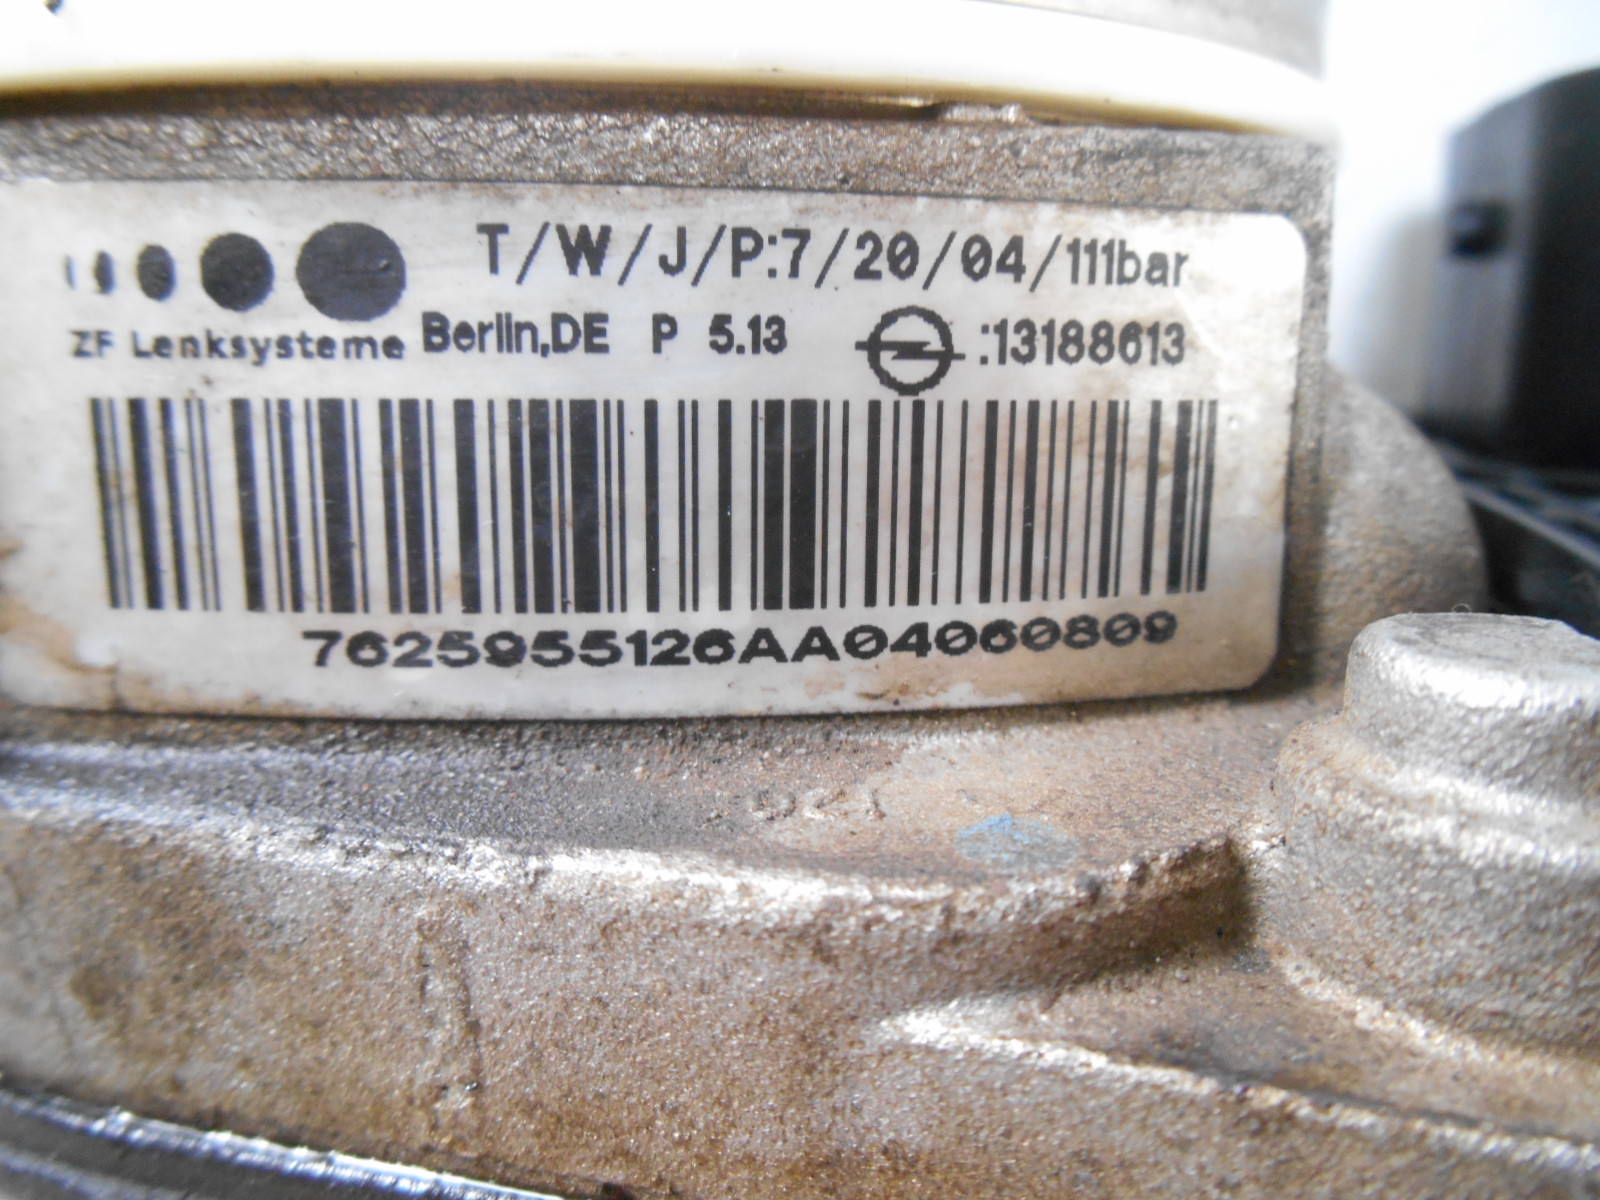 T/W/J/P:7/20/04/111bar
ZF Lenksysteme Berlin,DE P 5.13 :13188613
7625955126AA04060809